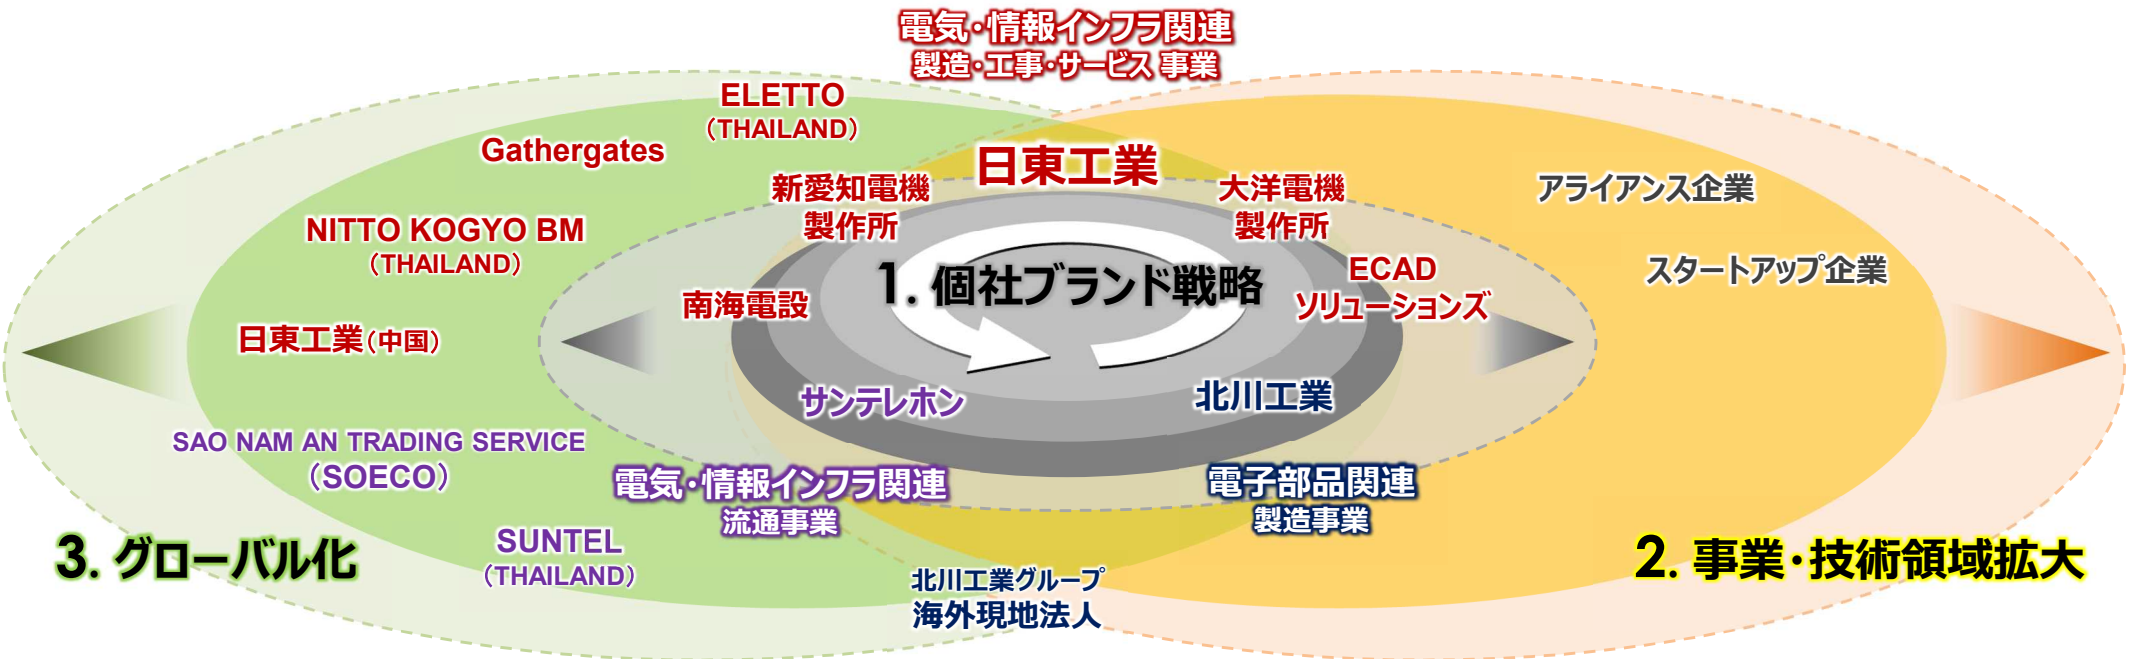 電気・情報インフラ関連
製造・工事・サービス 事業
ELETTO
（THAILAND）
Gathergates
日東工業
新愛知電機
製作所
大洋電機
製作所
アライアンス企業
NITTO KOGYO BM
（THAILAND）
1. 個社ブランド戦略
ECAD
ソリューションズ
スタートアップ企業
南海電設
日東工業（中国）
サンテレホン
北川工業
SAO NAM AN TRADING SERVICE
（SOECO）
電気・情報インフラ関連
流通事業
電子部品関連
製造事業
3. グローバル化
SUNTEL
（THAILAND）
2. 事業・技術領域拡大
北川工業グループ
海外現地法人